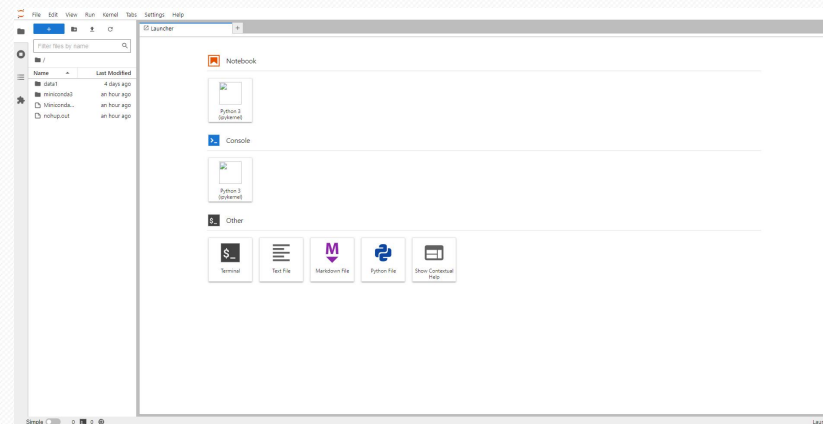 File Edit View Run Kernel Tabs Settings Help
Launcher
Filter files by name
/
Name Last Modified
data1 4 days ago
miniconda3 an hour ago
Miniconda... an hour ago
nohup.out an hour ago
Notebook
Python 3
(ipykernel)
Console
Python 3
(ipykernel)
$_ Other
$_
M
Terminal Text File Markdown File Python File Show Contextual
Help
Simple 0 0